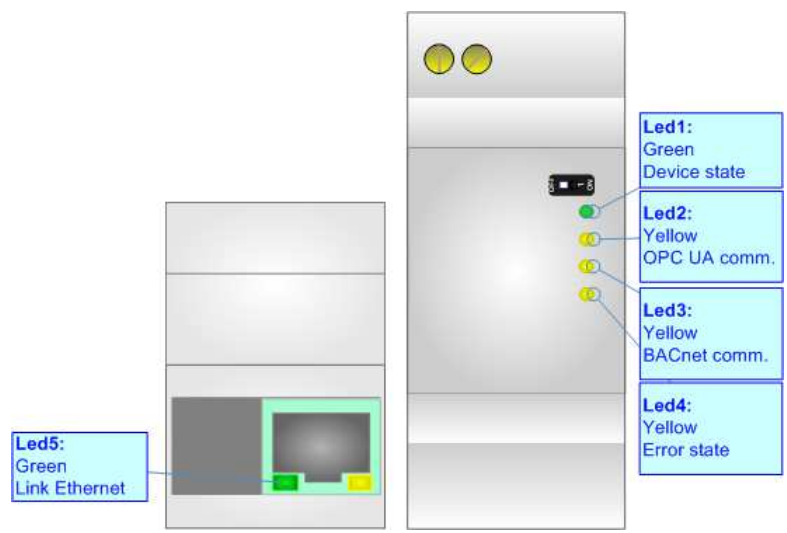 Led1:
Green
Device state
Led2:
Yellow
OPC UA comm.
Led3:
Yellow
BACnet comm.
Led4:
Yellow
Error state
Led5:
Green
Link Ethernet
1